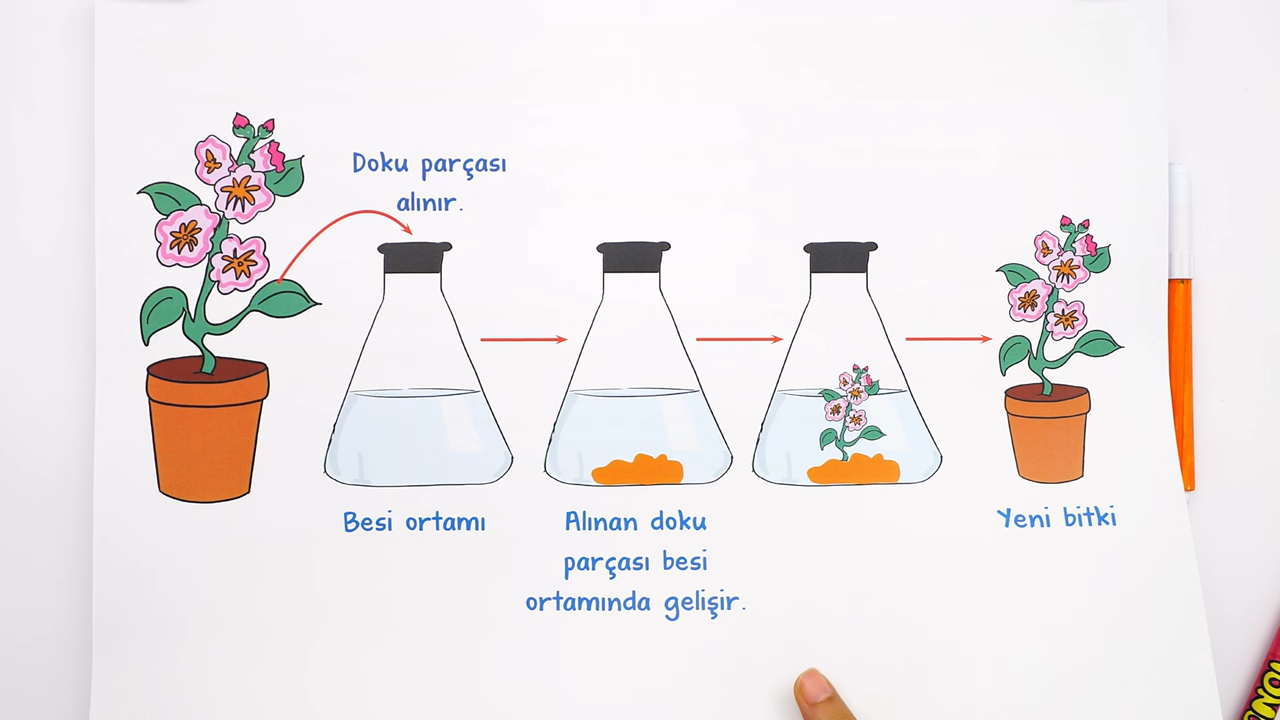 Doku parçası
alınır.
Besi ortamı
Alınan doku
parçası besi
ortamında gelişir.
Yeni bitki